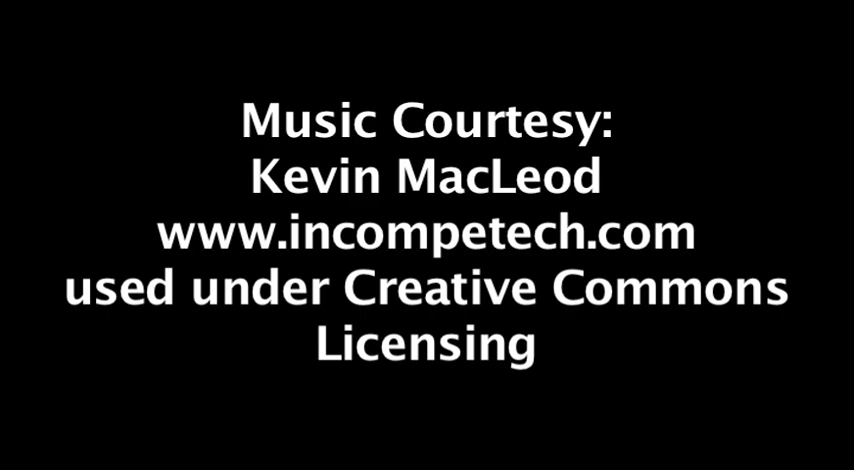 Music Courtesy:
Kevin MacLeod
www.incompetech.com
used under Creative Commons
Licensing